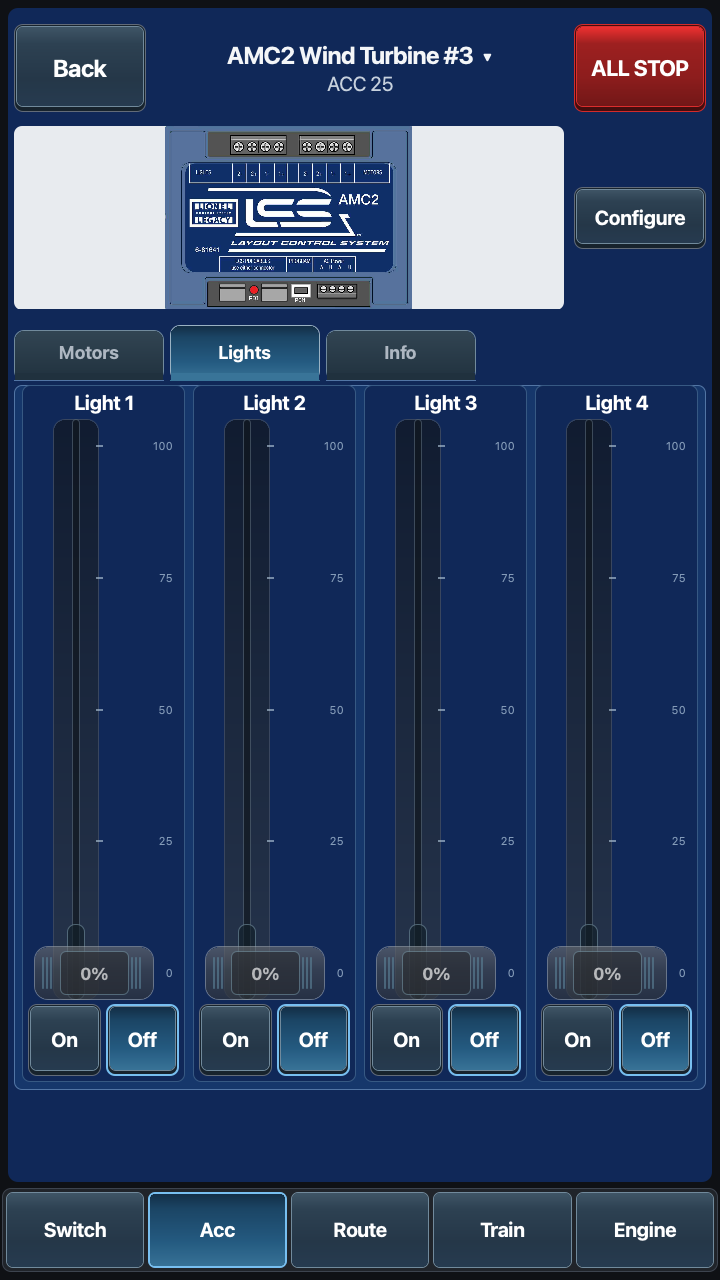 Back
AMC2 Wind Turbine #3 ▼
ACC 25
ALL STOP
LIONEL
LEGACY
LCS
AMC2
LAYOUT CONTROL SYSTEM
6-81641
MOTORS
Configure
Motors
Lights
Info
Light 1
Light 2
Light 3
Light 4
100
100
100
100
75
75
75
75
50
50
50
50
25
25
25
25
0% 0
0% 0
0% 0
0% 0
On Off
On Off
On Off
On Off
Switch
Acc
Route
Train
Engine